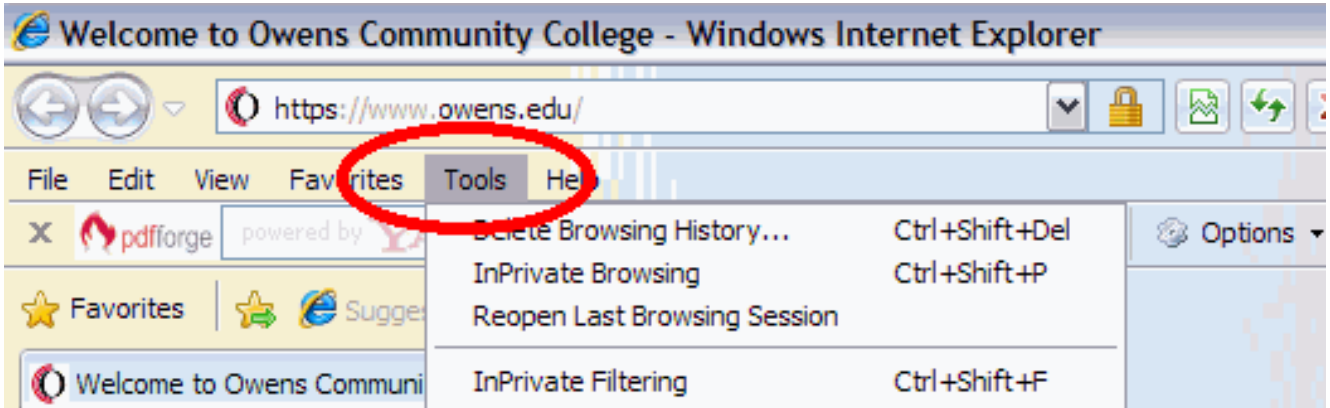 Welcome to Owens Community College - Windows Internet Explorer
https://www.owens.edu/
File Edit View Favorites Tools Help
pdfforge powered by Options
Delete Browsing History... Ctrl+Shift+Del
InPrivate Browsing Ctrl+Shift+P
Favorites
Reopen Last Browsing Session
Welcome to Owens Communi
InPrivate Filtering Ctrl+Shift+F